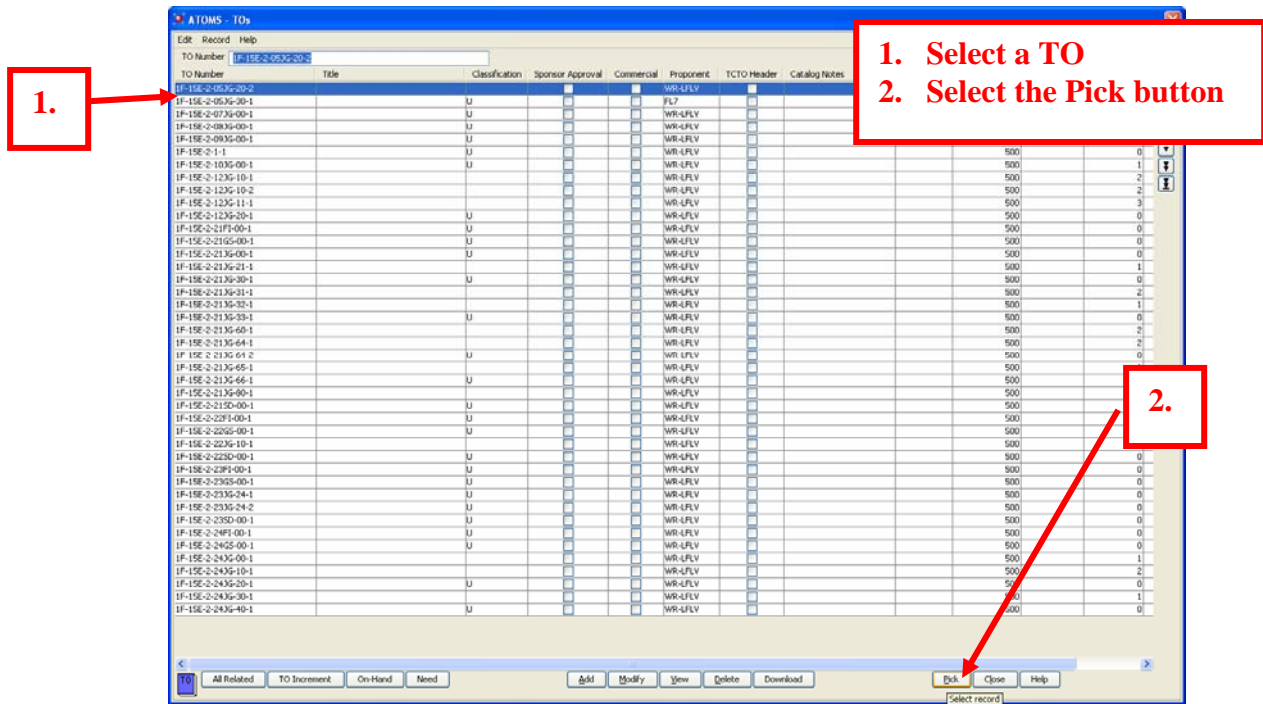 ATOMS - TOs
Edit Record Help
TO Number 1F-15E-2-05JG-20-2
1. Select a TO
2. Select the Pick button
1.
TO Number Title Classification Sponsor Approval Commercial Proponent TCTO Header Catalog Notes
1F-15E-2-05JG-20-2 WR-LFLV
1F-15E-2-05JG-30-1 U FL7
1F-15E-2-07JG-00-1 U WR-LFLV
1F-15E-2-08JG-00-1 U WR-LFLV
1F-15E-2-09JG-00-1 U WR-LFLV
1F-15E-2-1-1 U WR-LFLV 500 0
1F-15E-2-10JG-00-1 U WR-LFLV 500 1
1F-15E-2-12JG-10-1 WR-LFLV 500 2
1F-15E-2-12JG-10-2 WR-LFLV 500 2
1F-15E-2-12JG-11-1 WR-LFLV 500 3
1F-15E-2-12JG-20-1 U WR-LFLV 500 0
1F-15E-2-21FI-00-1 U WR-LFLV 500 0
1F-15E-2-21GS-00-1 U WR-LFLV 500 0
1F-15E-2-21JG-00-1 U WR-LFLV 500 0
1F-15E-2-21JG-21-1 WR-LFLV 500 1
1F-15E-2-21JG-30-1 U WR-LFLV 500 0
1F-15E-2-21JG-31-1 WR-LFLV 500 2
1F-15E-2-21JG-32-1 WR-LFLV 500 1
1F-15E-2-21JG-33-1 U WR-LFLV 500 0
1F-15E-2-21JG-60-1 WR-LFLV 500 2
1F-15E-2-21JG-64-1 WR-LFLV 500 2
1F-15E-2-21JG-64-2 U WR-LFLV 500 0
1F-15E-2-21JG-65-1 WR-LFLV 500
1F-15E-2-21JG-66-1 U WR-LFLV 500
1F-15E-2-21JG-80-1 WR-LFLV 500
1F-15E-2-21SD-00-1 U WR-LFLV 500
2.
1F-15E-2-22FI-00-1 U WR-LFLV 500
1F-15E-2-22GS-00-1 U WR-LFLV 500
1F-15E-2-22JG-10-1 WR-LFLV 500
1F-15E-2-22SD-00-1 U WR-LFLV 500 0
1F-15E-2-23FI-00-1 U WR-LFLV 500 0
1F-15E-2-23GS-00-1 U WR-LFLV 500 0
1F-15E-2-23JG-24-1 U WR-LFLV 500 0
1F-15E-2-23JG-24-2 U WR-LFLV 500 0
1F-15E-2-23SD-00-1 U WR-LFLV 500 0
1F-15E-2-24FI-00-1 U WR-LFLV 500 0
1F-15E-2-24GS-00-1 U WR-LFLV 500 0
1F-15E-2-24JG-00-1 WR-LFLV 500 1
1F-15E-2-24JG-10-1 WR-LFLV 500 2
1F-15E-2-24JG-20-1 U WR-LFLV 500 0
1F-15E-2-24JG-30-1 WR-LFLV 1
1F-15E-2-24JG-40-1 U WR-LFLV 500 0
TO All Related TO Increment On-Hand Need Add Modify View Delete Download Pick Close Help
Select record